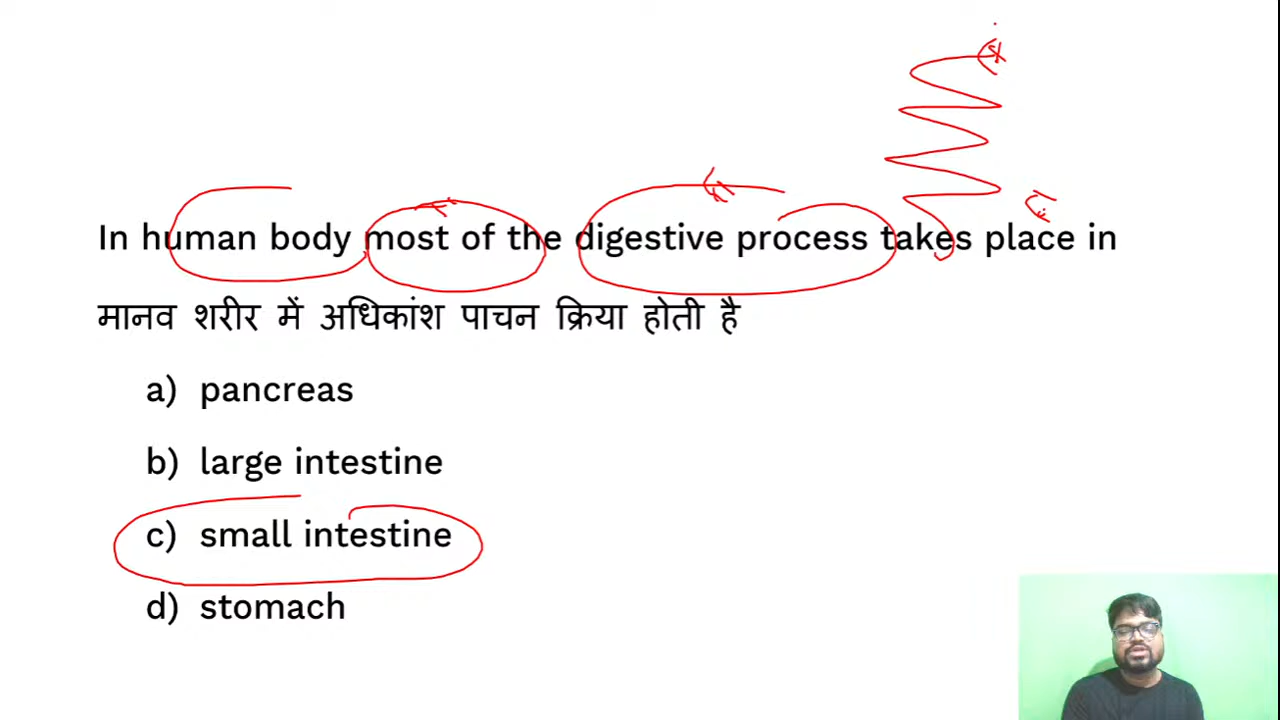 In human body most of the digestive process takes place in
मानव शरीर में अधिकांश पाचन क्रिया होती है
a) pancreas
b) large intestine
c) small intestine
d) stomach